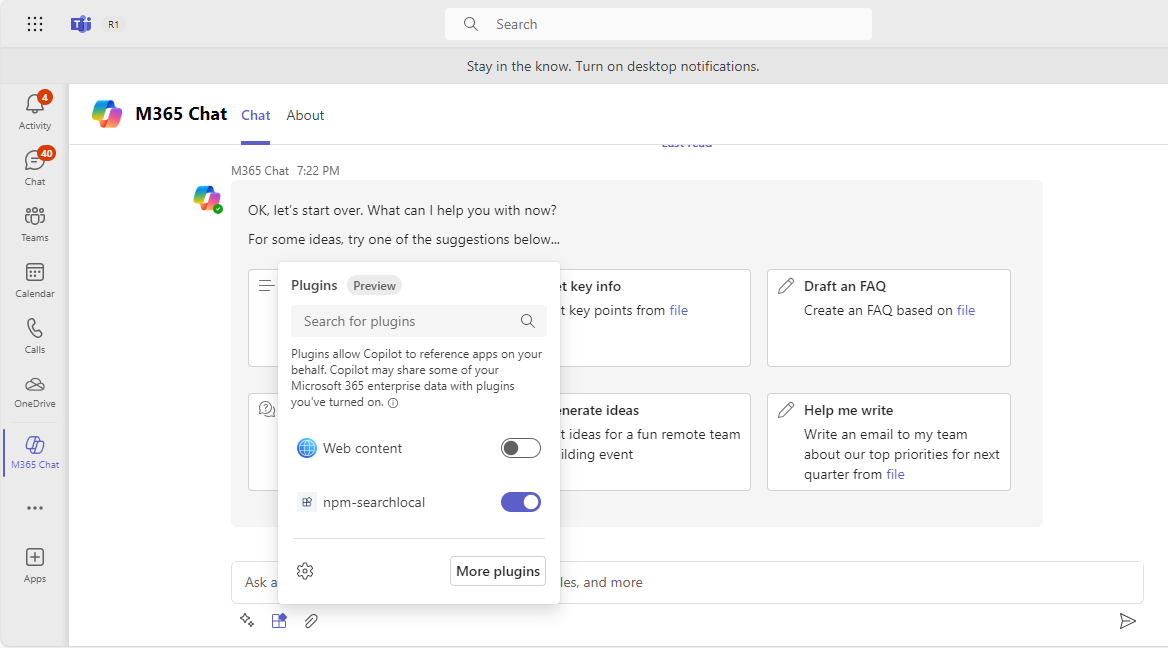 R1
Search
Stay in the know. Turn on desktop notifications.
4
Activity
40
Chat
Teams
Calendar
Calls
OneDrive
M365 Chat
Apps
M365 Chat
Chat
About
Last read
M365 Chat 7:22 PM
OK, let's start over. What can I help you with now?
For some ideas, try one of the suggestions below...
key info
key points from file
Draft an FAQ
Create an FAQ based on file
ideas
ideas for a fun remote team
event
Help me write
Write an email to my team
about our top priorities for next
quarter from file
Plugins Preview
Search for plugins
Plugins allow Copilot to reference apps on your
behalf. Copilot may share some of your
Microsoft 365 enterprise data with plugins
you've turned on.
Web content
npm-searchlocal
More plugins
Ask a
and more